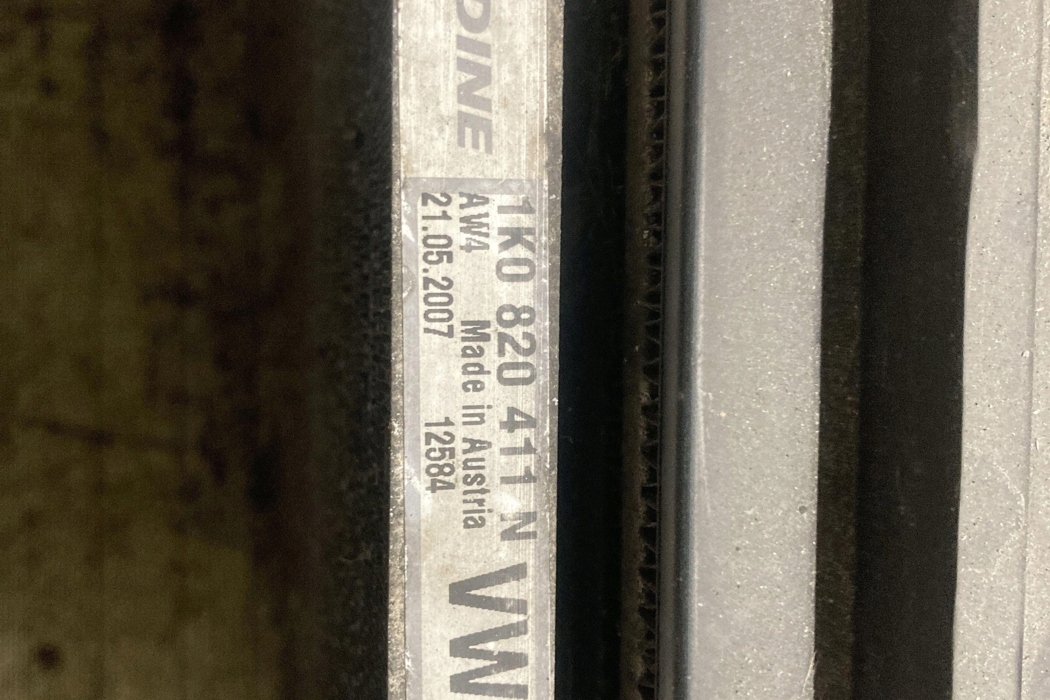 DINE
1K0 820 411 N
AW4 Made in Austria
21.05.2007 12584
VW